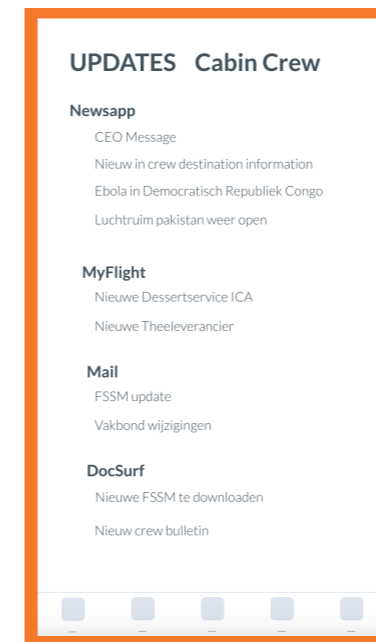 UPDATES Cabin Crew
Newsapp
CEO Message
Nieuw in crew destination information
Ebola in Democratisch Republiek Congo
Luchtruim pakistan weer open
MyFlight
Nieuwe Dessertservice ICA
Nieuwe Theeleverancier
Mail
FSSM update
Vakbond wijzigingen
DocSurf
Nieuwe FSSM te downloaden
Nieuw crew bulletin